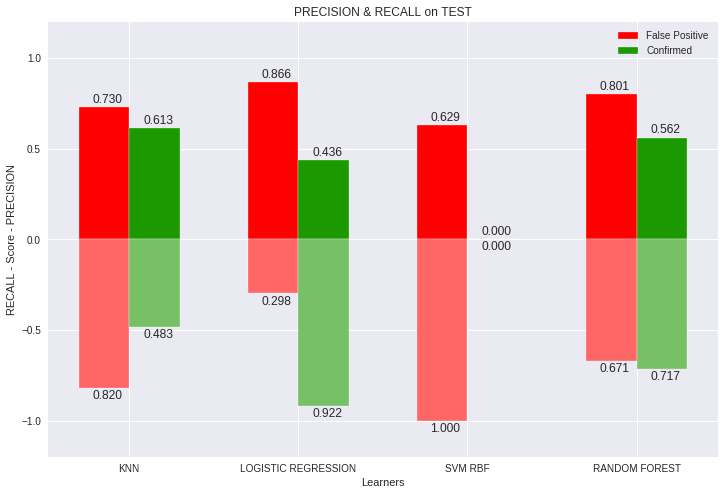 PRECISION & RECALL on TEST
False Positive
Confirmed
RECALL - Score - PRECISION
1.0
0.5
0.0
−0.5
−1.0
0.730
0.613
0.820
0.483
0.866
0.436
0.298
0.922
0.629
0.000
0.000
1.000
0.801
0.562
0.671
0.717
KNN
LOGISTIC REGRESSION
SVM RBF
RANDOM FOREST
Learners